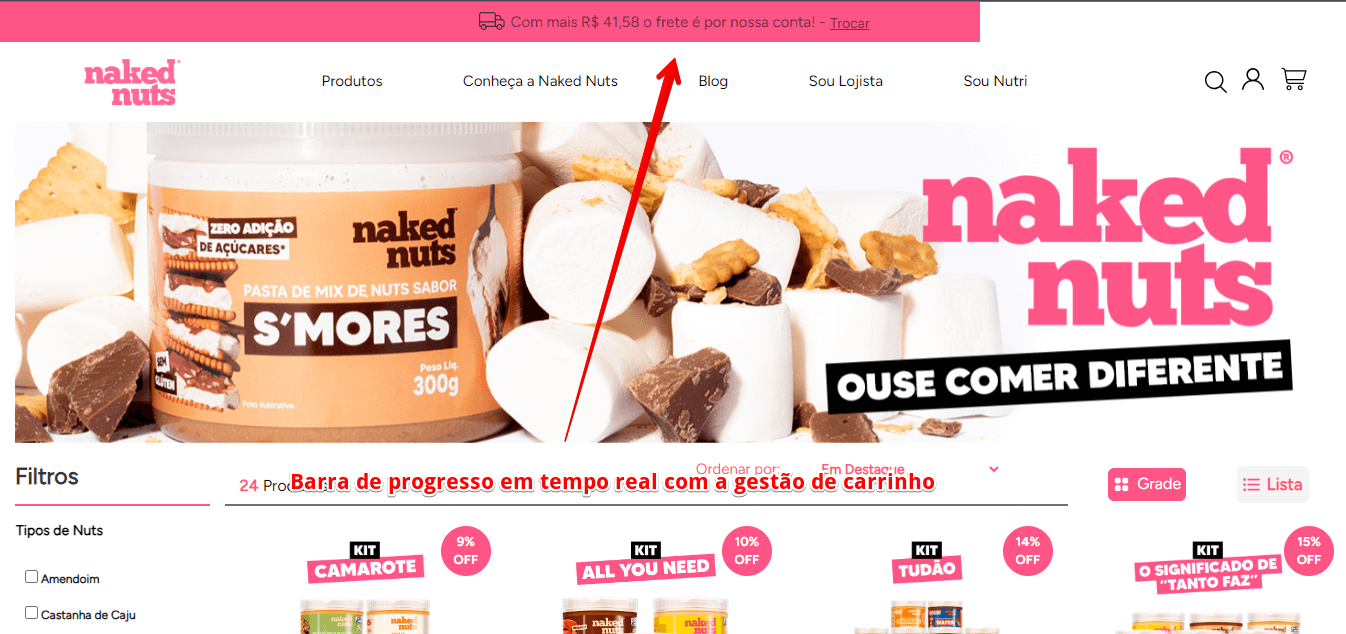 Com mais R$ 41,58 o frete é por nossa conta! - Trocar
naked
nuts
Produtos
Conheça a Naked Nuts
Blog
Sou Lojista
Sou Nutri
ZERO ADIÇÃO
DE AÇÚCARES*
naked
nuts
PASTA DE MIX DE NUTS SABOR
S'MORES
SEM
GLÚTEN
Peso Líq.
300g
Foto ilustrativa
naked
nuts®
OUSE COMER DIFERENTE
Filtros
Ordenar por:
Em Destaque
24
Barra de progresso em tempo real com a gestão de carrinho
Grade
Lista
Tipos de Nuts
Amendoim
Castanha de Caju
KIT
CAMAROTE
9%
OFF
KIT
ALL YOU NEED
10%
OFF
KIT
TUDÃO
14%
OFF
KIT
O SIGNIFICADO DE
"TANTO FAZ"
15%
OFF
naked
nuts
naked
nuts